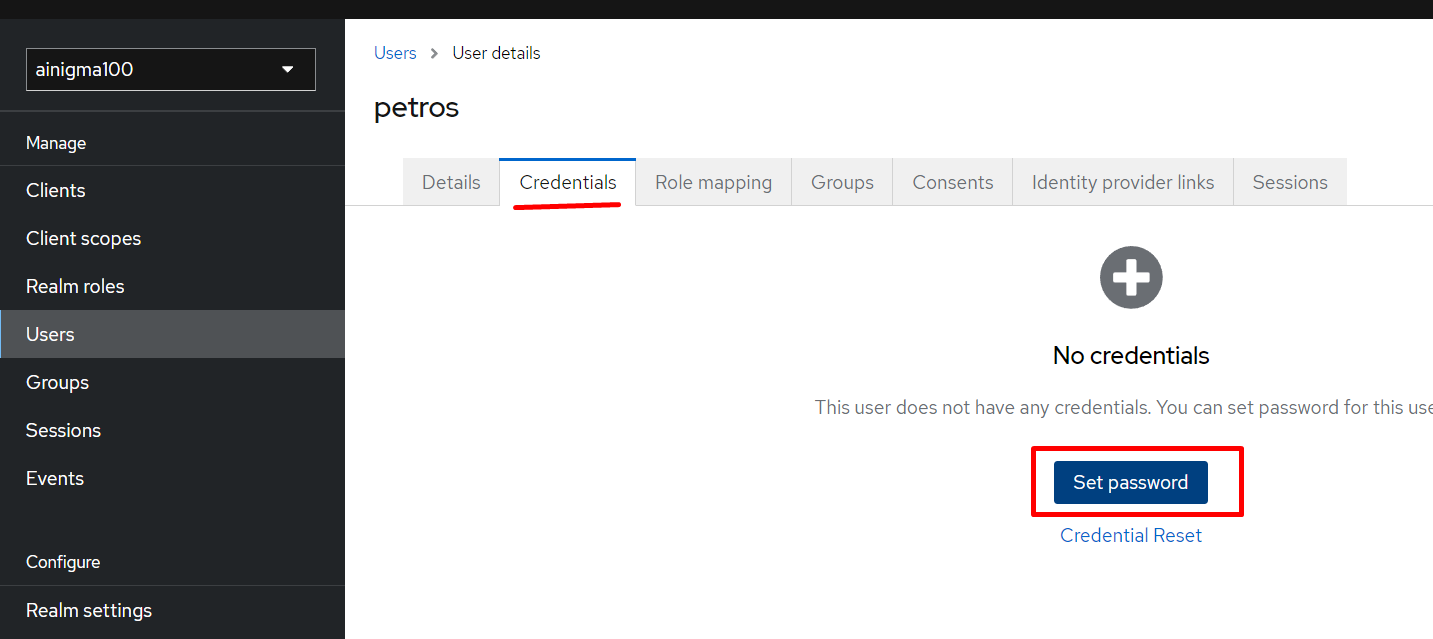 ainigma100
Manage
Clients
Client scopes
Realm roles
Users
Groups
Sessions
Events
Configure
Realm settings
Users > User details
petros
Details Credentials Role mapping Groups Consents Identity provider links Sessions
No credentials
This user does not have any credentials. You can set password for this use
Set password
Credential Reset